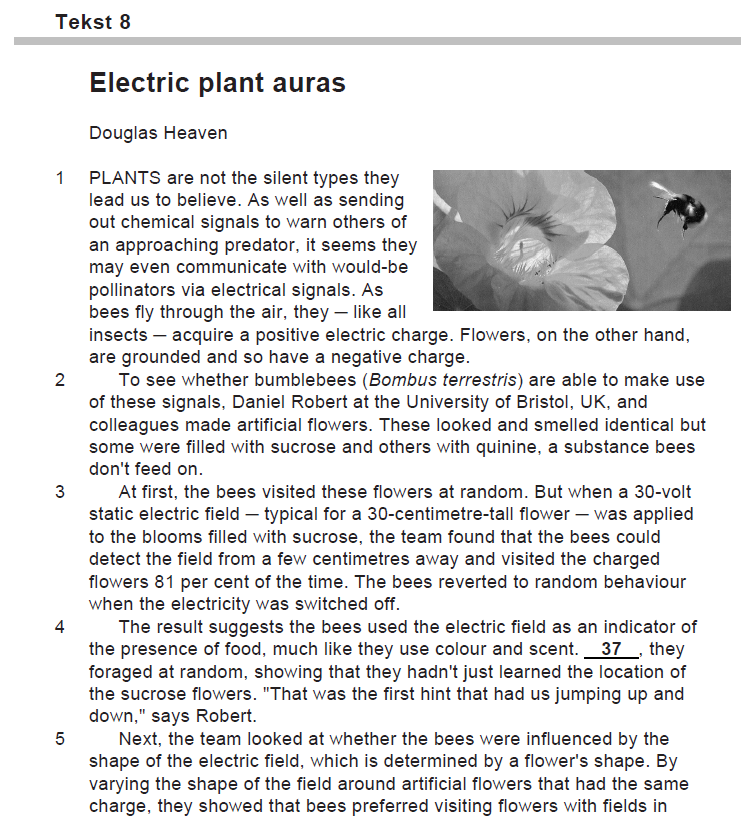 Tekst 8
Electric plant auras
Douglas Heaven
1 PLANTS are not the silent types they
lead us to believe. As well as sending
out chemical signals to warn others of
an approaching predator, it seems they
may even communicate with would-be
pollinators via electrical signals. As
bees fly through the air, they — like all
insects — acquire a positive electric charge. Flowers, on the other hand,
are grounded and so have a negative charge.
2 To see whether bumblebees (Bombus terrestris) are able to make use
of these signals, Daniel Robert at the University of Bristol, UK, and
colleagues made artificial flowers. These looked and smelled identical but
some were filled with sucrose and others with quinine, a substance bees
don't feed on.
3 At first, the bees visited these flowers at random. But when a 30-volt
static electric field — typical for a 30-centimetre-tall flower — was applied
to the blooms filled with sucrose, the team found that the bees could
detect the field from a few centimetres away and visited the charged
flowers 81 per cent of the time. The bees reverted to random behaviour
when the electricity was switched off.
4 The result suggests the bees used the electric field as an indicator of
the presence of food, much like they use colour and scent. 37 , they
foraged at random, showing that they hadn't just learned the location of
the sucrose flowers. "That was the first hint that had us jumping up and
down," says Robert.
5 Next, the team looked at whether the bees were influenced by the
shape of the electric field, which is determined by a flower's shape. By
varying the shape of the field around artificial flowers that had the same
charge, they showed that bees preferred visiting flowers with fields in